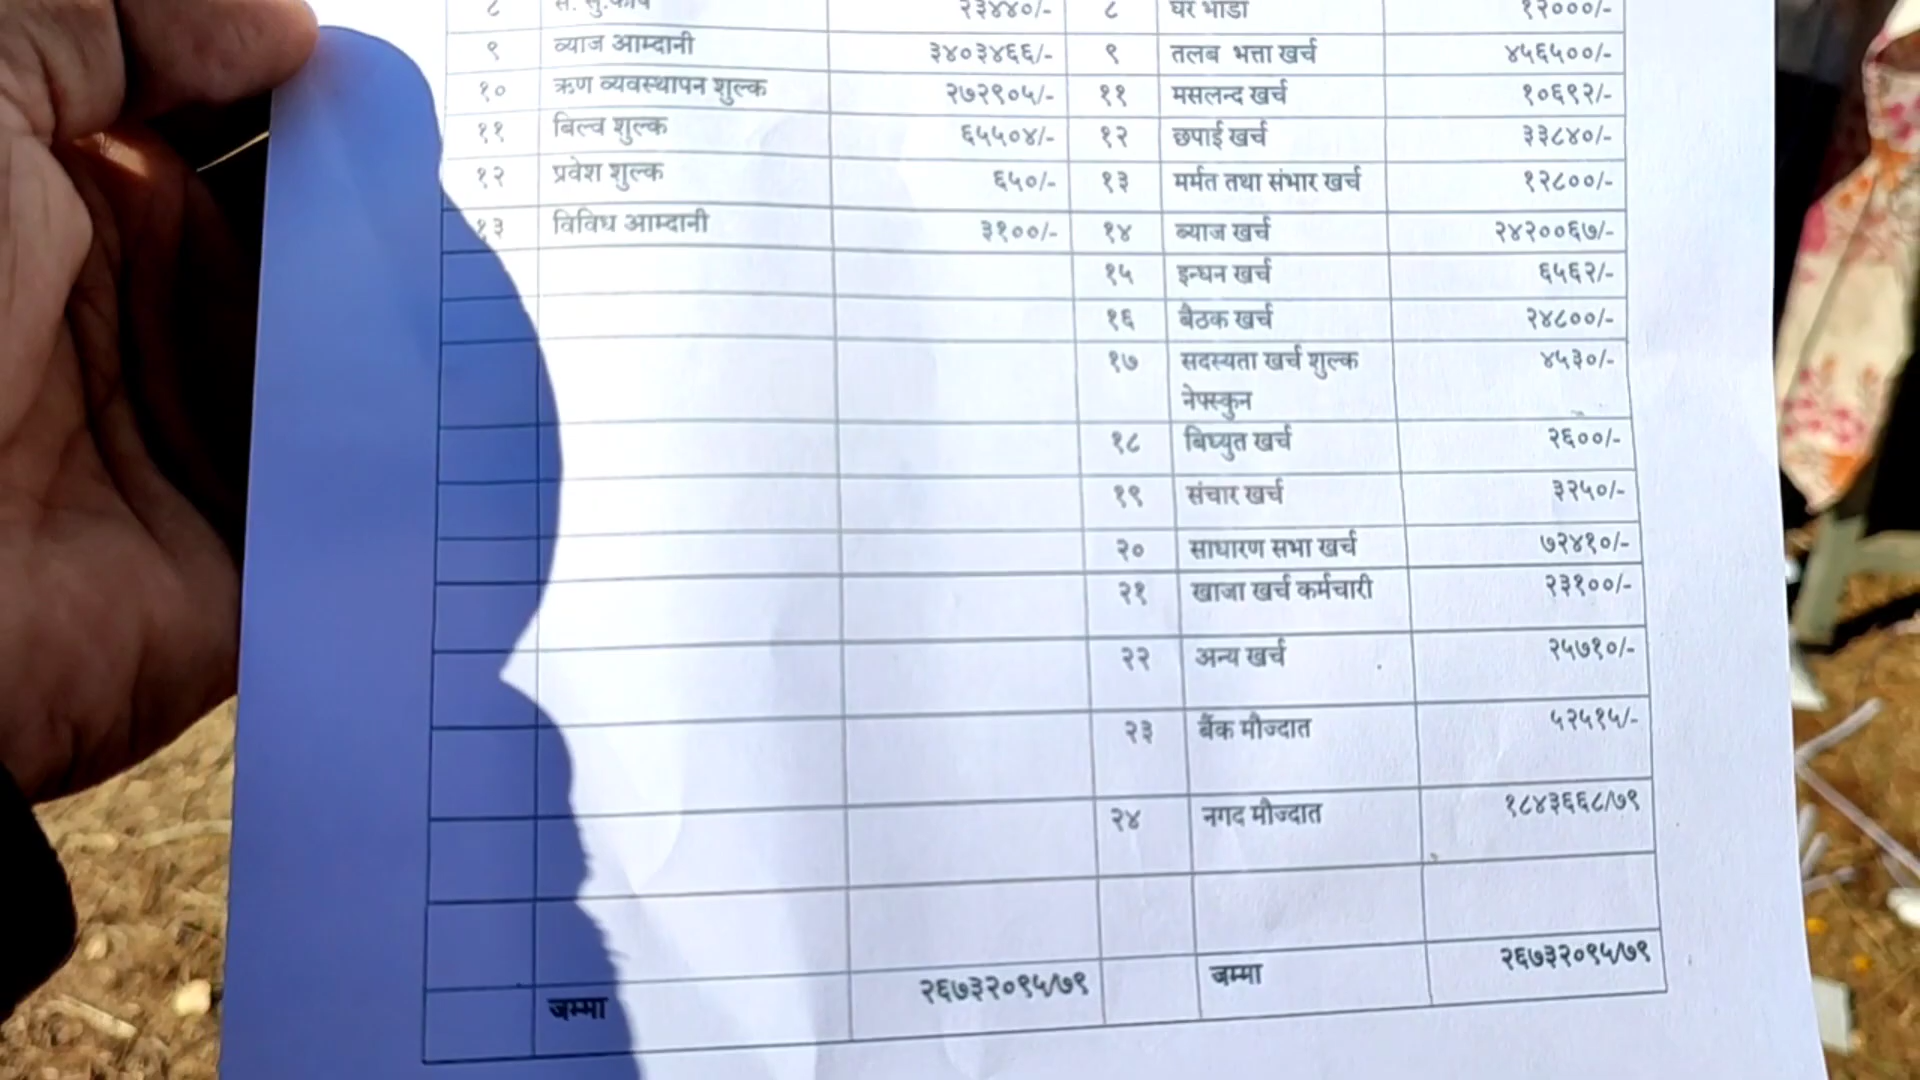 ८ स. सु.कोष २३४४०/- ८ घर भाडा १२०००/-
९ व्याज आम्दानी ३४०३४६६/- ९ तलब भत्ता खर्च ४५६५००/-
१० ऋण व्यवस्थापन शुल्क २७२९०५/- ११ मसलन्द खर्च १०६९२/-
११ बिल्व शुल्क ६५५०४/- १२ छपाई खर्च ३३८४०/-
१२ प्रवेश शुल्क ६५०/- १३ मर्मत तथा संभार खर्च १२८००/-
१३ विविध आम्दानी ३१००/- १४ ब्याज खर्च २४२००६७/-
१५ इन्धन खर्च ६५६२/-
१६ बैठक खर्च २४८००/-
१७ सदस्यता खर्च शुल्क ४५३०/-
नेफ्स्कुन
१८ बिघ्युत खर्च २६००/-
१९ संचार खर्च ३२५०/-
२० साधारण सभा खर्च ७२४१०/-
२१ खाजा खर्च कर्मचारी २३१००/-
२२ अन्य खर्च २५७१०/-
२३ बैंक मौज्दात ५२५१५/-
२४ नगद मौज्दात १८४३६६८/७९
जम्मा २६७३२०९५/७९ जम्मा २६७३२०९५/७९